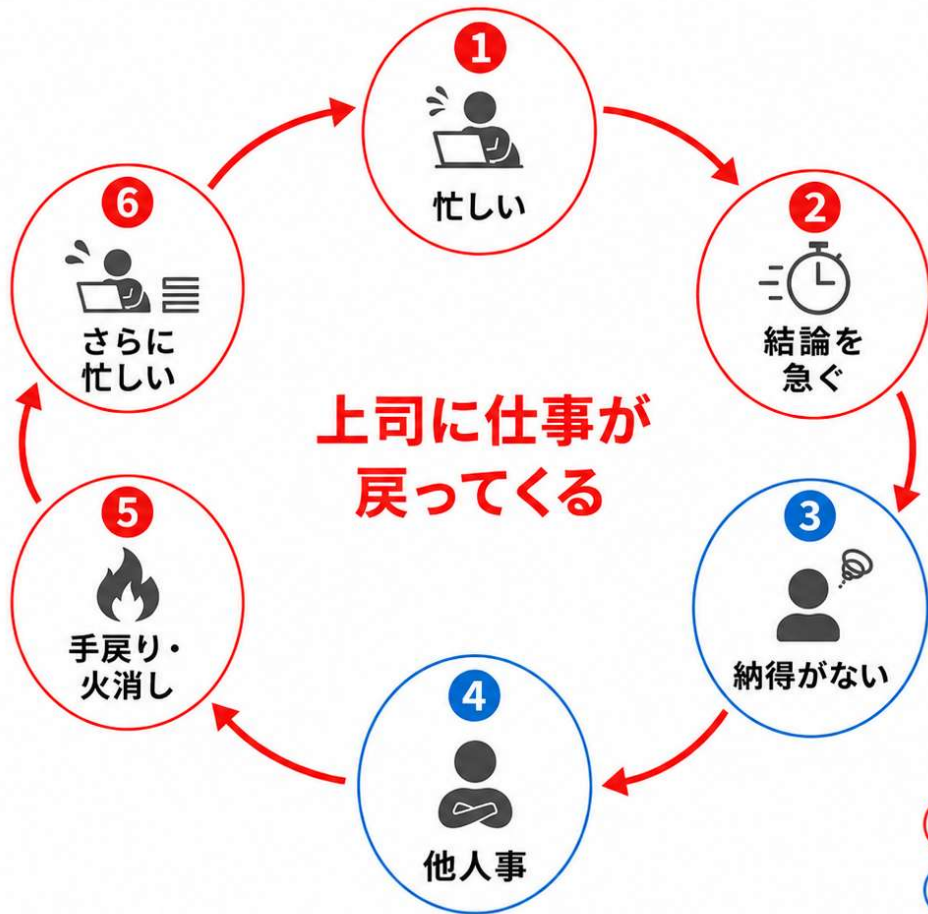 1
忙しい
2
結論を
急ぐ
3
納得がない
4
他人事
5
手戻り・
火消し
6
さらに
忙しい
上司に仕事が
戻ってくる